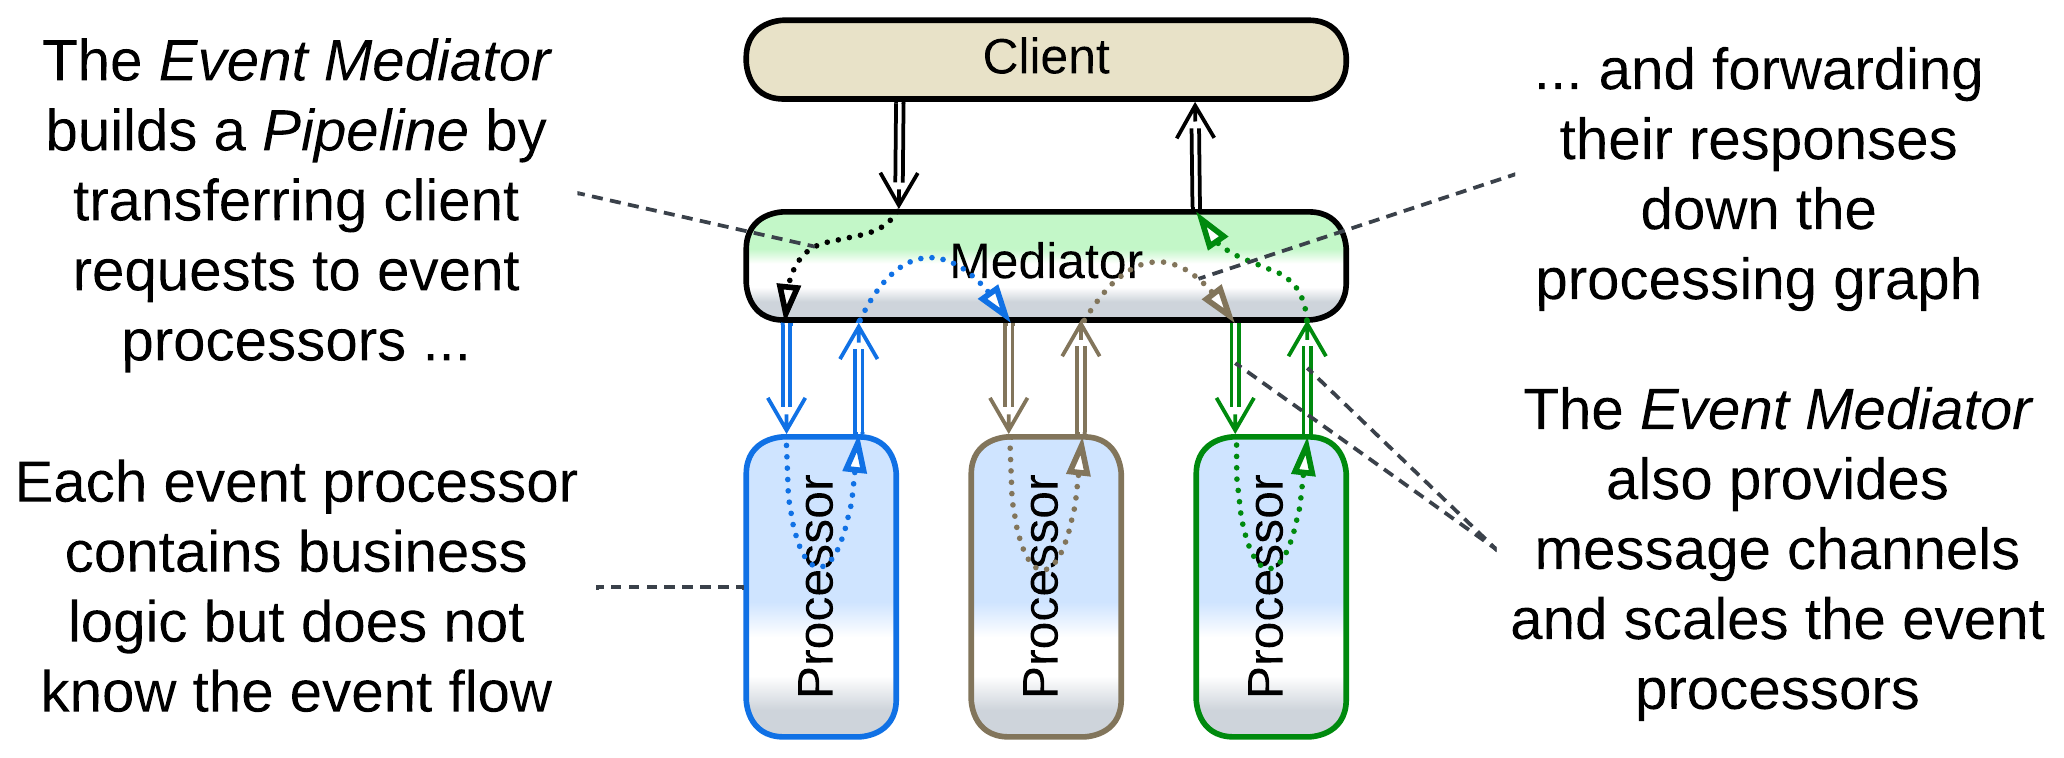 The Event Mediator
builds a Pipeline by
transferring client
requests to event
processors ...
Each event processor
contains business
logic but does not
know the event flow
Client
Mediator
Processor
Processor
Processor
... and forwarding
their responses
down the
processing graph
The Event Mediator
also provides
message channels
and scales the event
processors